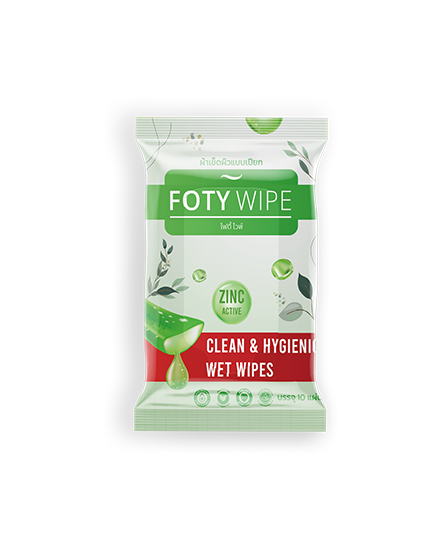 ผ้าเช็ดผิวแบบเปียก
FOTY WIPE
โฟตี้ ไวพ์
ZINC
ACTIVE
CLEAN & HYGIENIC
WET WIPES
บรรจุ 10 แผ่น